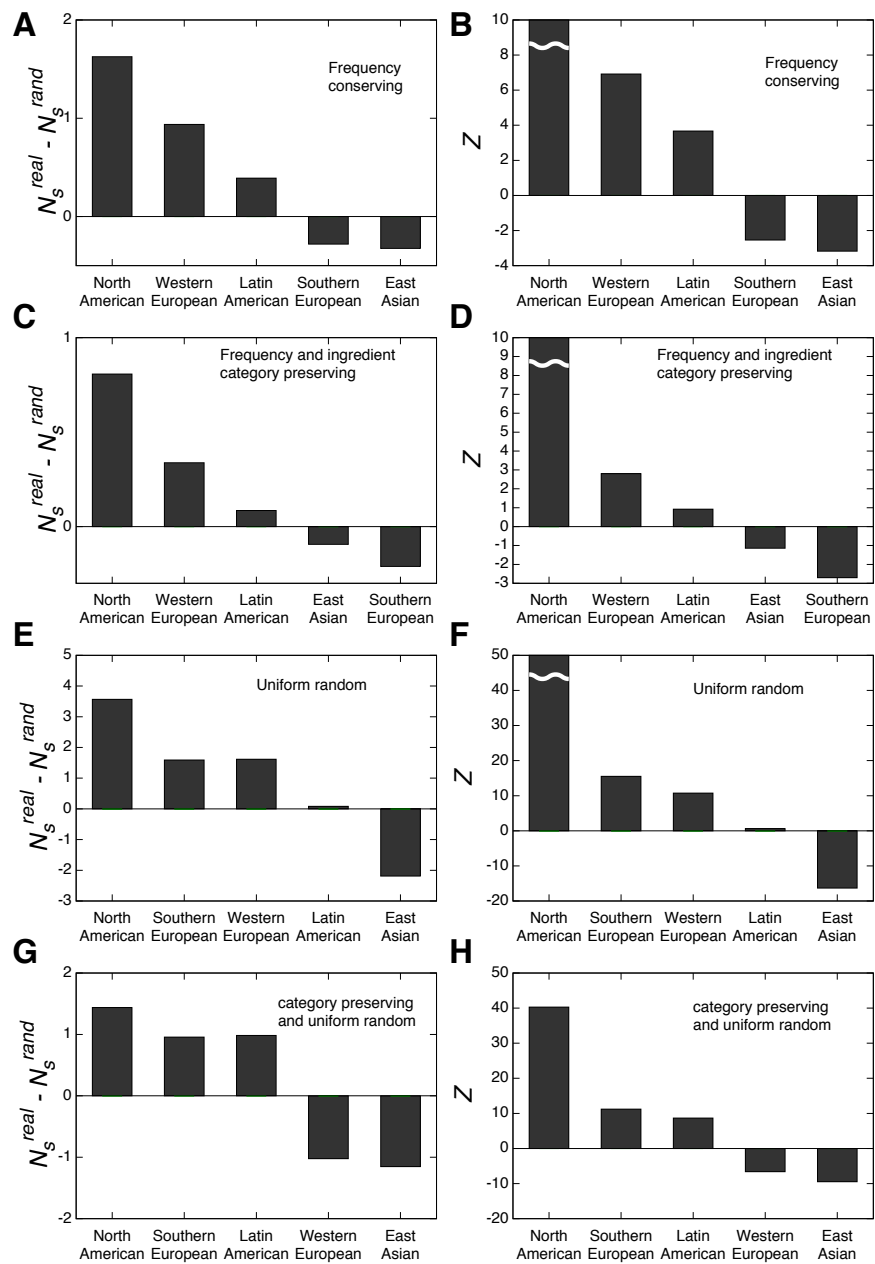 A
2
1
0
N_s^real - N_s^rand
Frequency
conserving
North
American
Western
European
Latin
American
Southern
European
East
Asian
B
10
8
6
4
2
0
-2
-4
Z
Frequency
conserving
North
American
Western
European
Latin
American
Southern
European
East
Asian
C
1
0
N_s^real - N_s^rand
Frequency and ingredient
category preserving
North
American
Western
European
Latin
American
East
Asian
Southern
European
D
10
9
8
7
6
5
4
3
2
1
0
-1
-2
-3
Z
Frequency and ingredient
category preserving
North
American
Western
European
Latin
American
East
Asian
Southern
European
E
5
4
3
2
1
0
-1
-2
-3
N_s^real - N_s^rand
Uniform random
North
American
Southern
European
Western
European
Latin
American
East
Asian
F
50
40
30
20
10
0
-10
-20
Z
Uniform random
North
American
Southern
European
Western
European
Latin
American
East
Asian
G
2
1
0
-1
-2
N_s^real - N_s^rand
category preserving
and uniform random
North
American
Southern
European
Latin
American
Western
European
East
Asian
H
50
40
30
20
10
0
-10
-20
Z
category preserving
and uniform random
North
American
Southern
European
Latin
American
Western
European
East
Asian